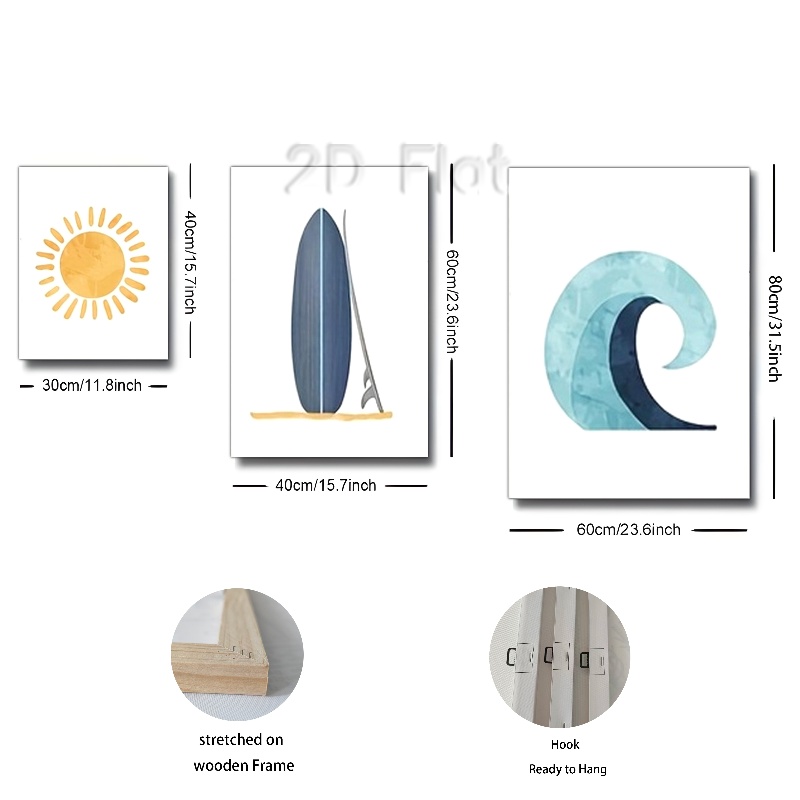 2D Flat
40cm/15.7inch
30cm/11.8inch
60cm/23.6inch
40cm/15.7inch
80cm/31.5inch
60cm/23.6inch
stretched on
wooden Frame
Hook
Ready to Hang